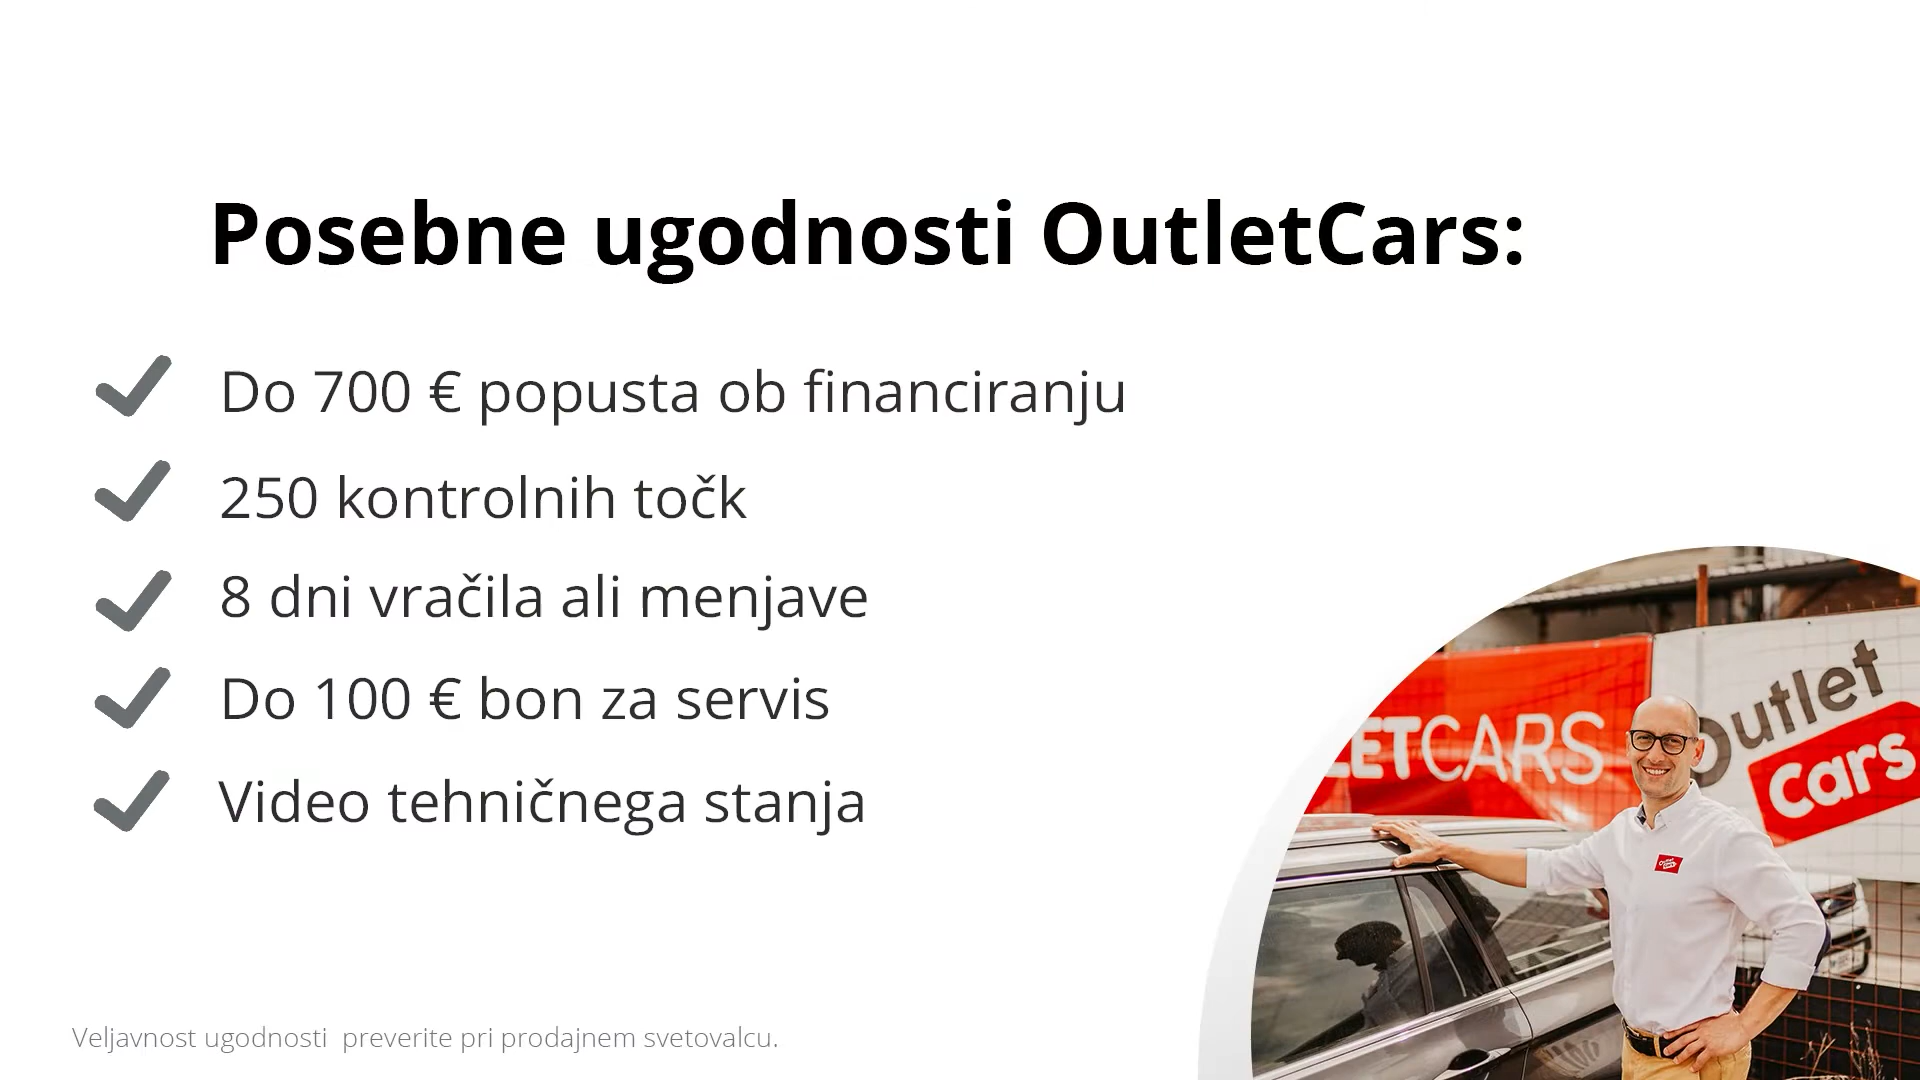 Posebne ugodnosti OutletCars:
Do 700 € popusta ob financiranju
250 kontrolnih točk
8 dni vračila ali menjave
Do 100 € bon za servis
Video tehničnega stanja
LETCARS
Outlet
Cars
Veljavnost ugodnosti  preverite pri prodajnem svetovalcu.